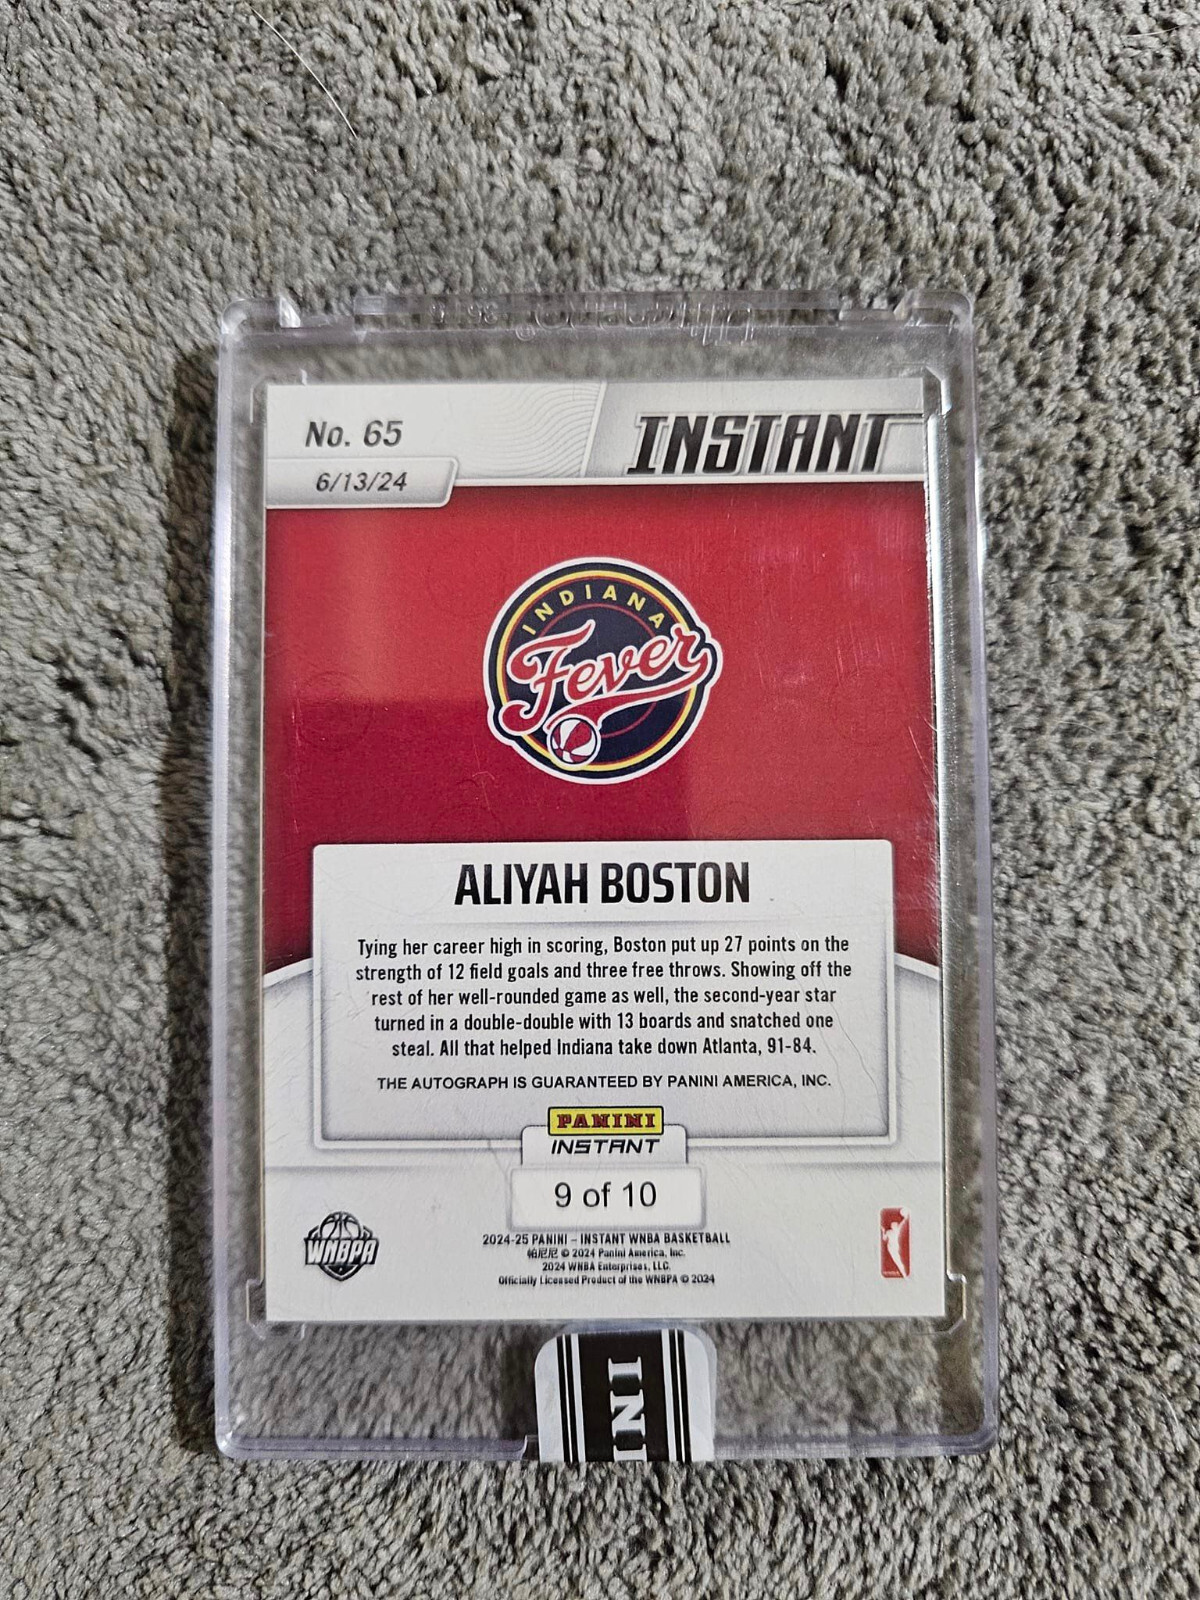 No. 65
INSTANT
6/13/24
INDIANA
Fever
ALIYAH BOSTON
Tying her career high in scoring, Boston put up 27 points on the
strength of 12 field goals and three free throws. Showing off the
rest of her well-rounded game as well, the second-year star
turned in a double-double with 13 boards and snatched one
steal. All that helped Indiana take down Atlanta, 91-84.
THE AUTOGRAPH IS GUARANTEED BY PANINI AMERICA, INC.
PANINI
INSTANT
9 of 10
WNBPA
2024-25 PANINI – INSTANT WNBA BASKETBALL
帕尼尼 © 2024 Panini America, Inc.
2024 WNBA Enterprises, LLC.
Officially Licensed Product of the WNBPA © 2024
WNBA